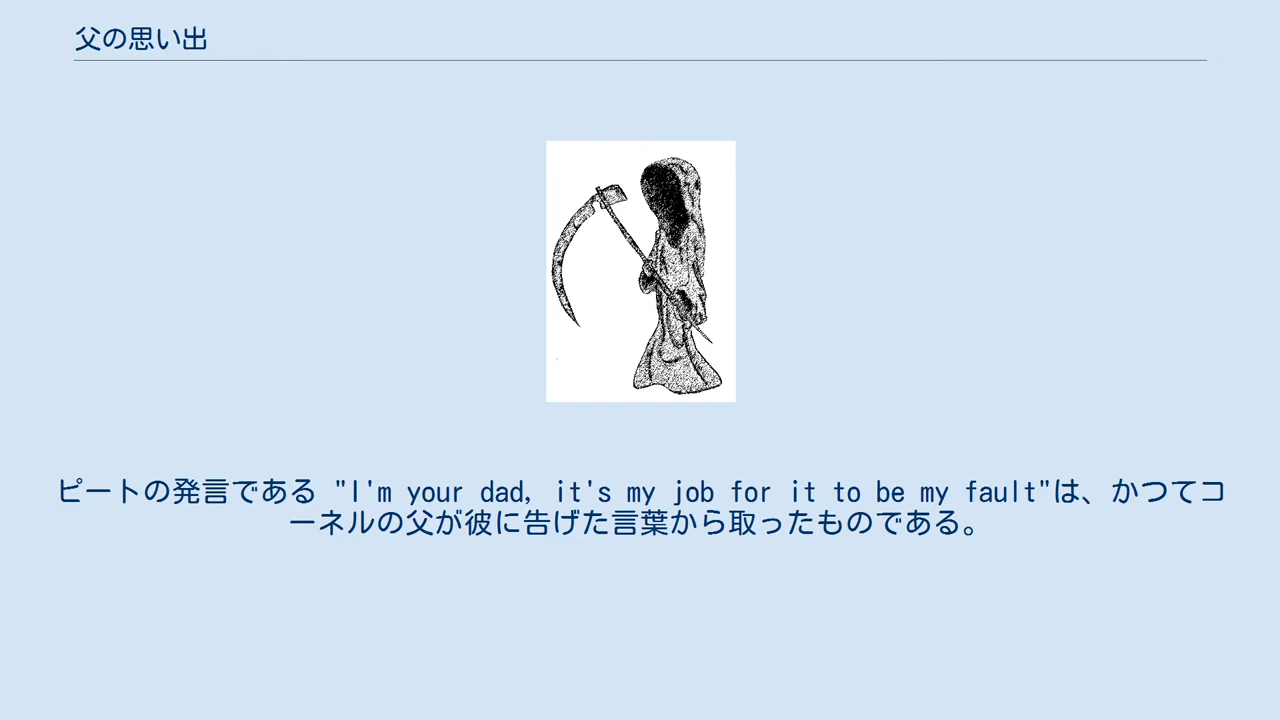 父の思い出
ピートの発言である "I'm your dad, it's my job for it to be my fault"は、かつてコ
ーネルの父が彼に告げた言葉から取ったものである。